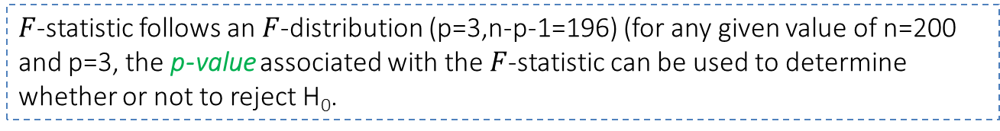 F-statistic follows an F-distribution (p=3,n-p-1=196) (for any given value of n=200
and p=3, the p-value associated with the F-statistic can be used to determine
whether or not to reject H₀.